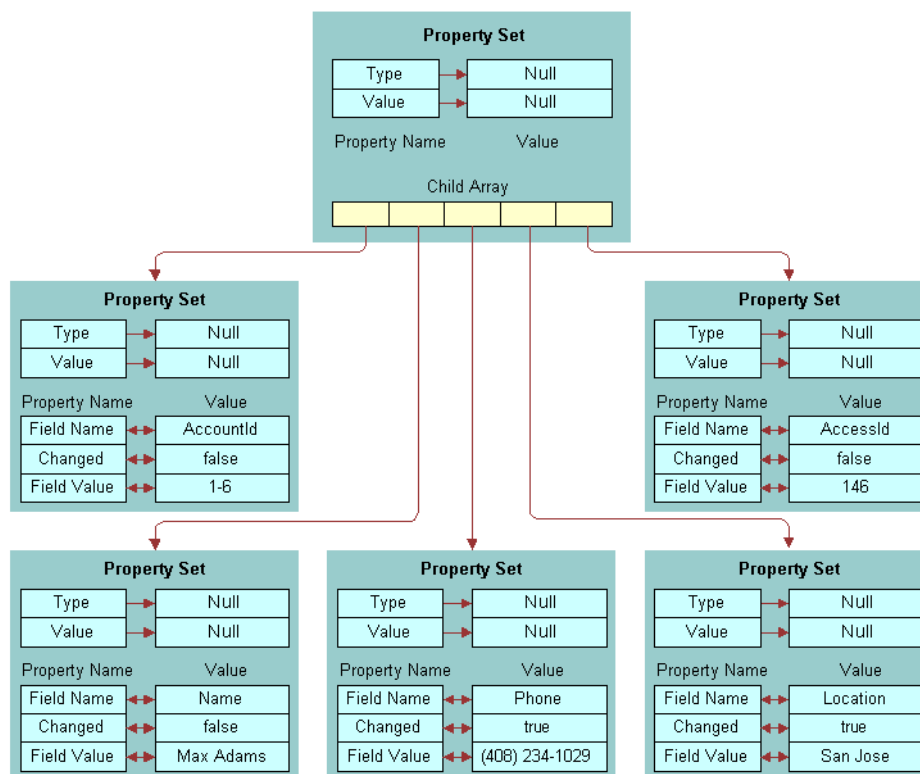 Property Set
Type Null
Value Null
Property Name Value
Child Array
Property Set
Type Null
Value Null
Property Name Value
Field Name AccountId
Changed false
Field Value 1-6
Property Set
Type Null
Value Null
Property Name Value
Field Name AccessId
Changed false
Field Value 146
Property Set
Type Null
Value Null
Property Name Value
Field Name Name
Changed false
Field Value Max Adams
Property Set
Type Null
Value Null
Property Name Value
Field Name Phone
Changed true
Field Value (408) 234-1029
Property Set
Type Null
Value Null
Property Name Value
Field Name Location
Changed true
Field Value San Jose